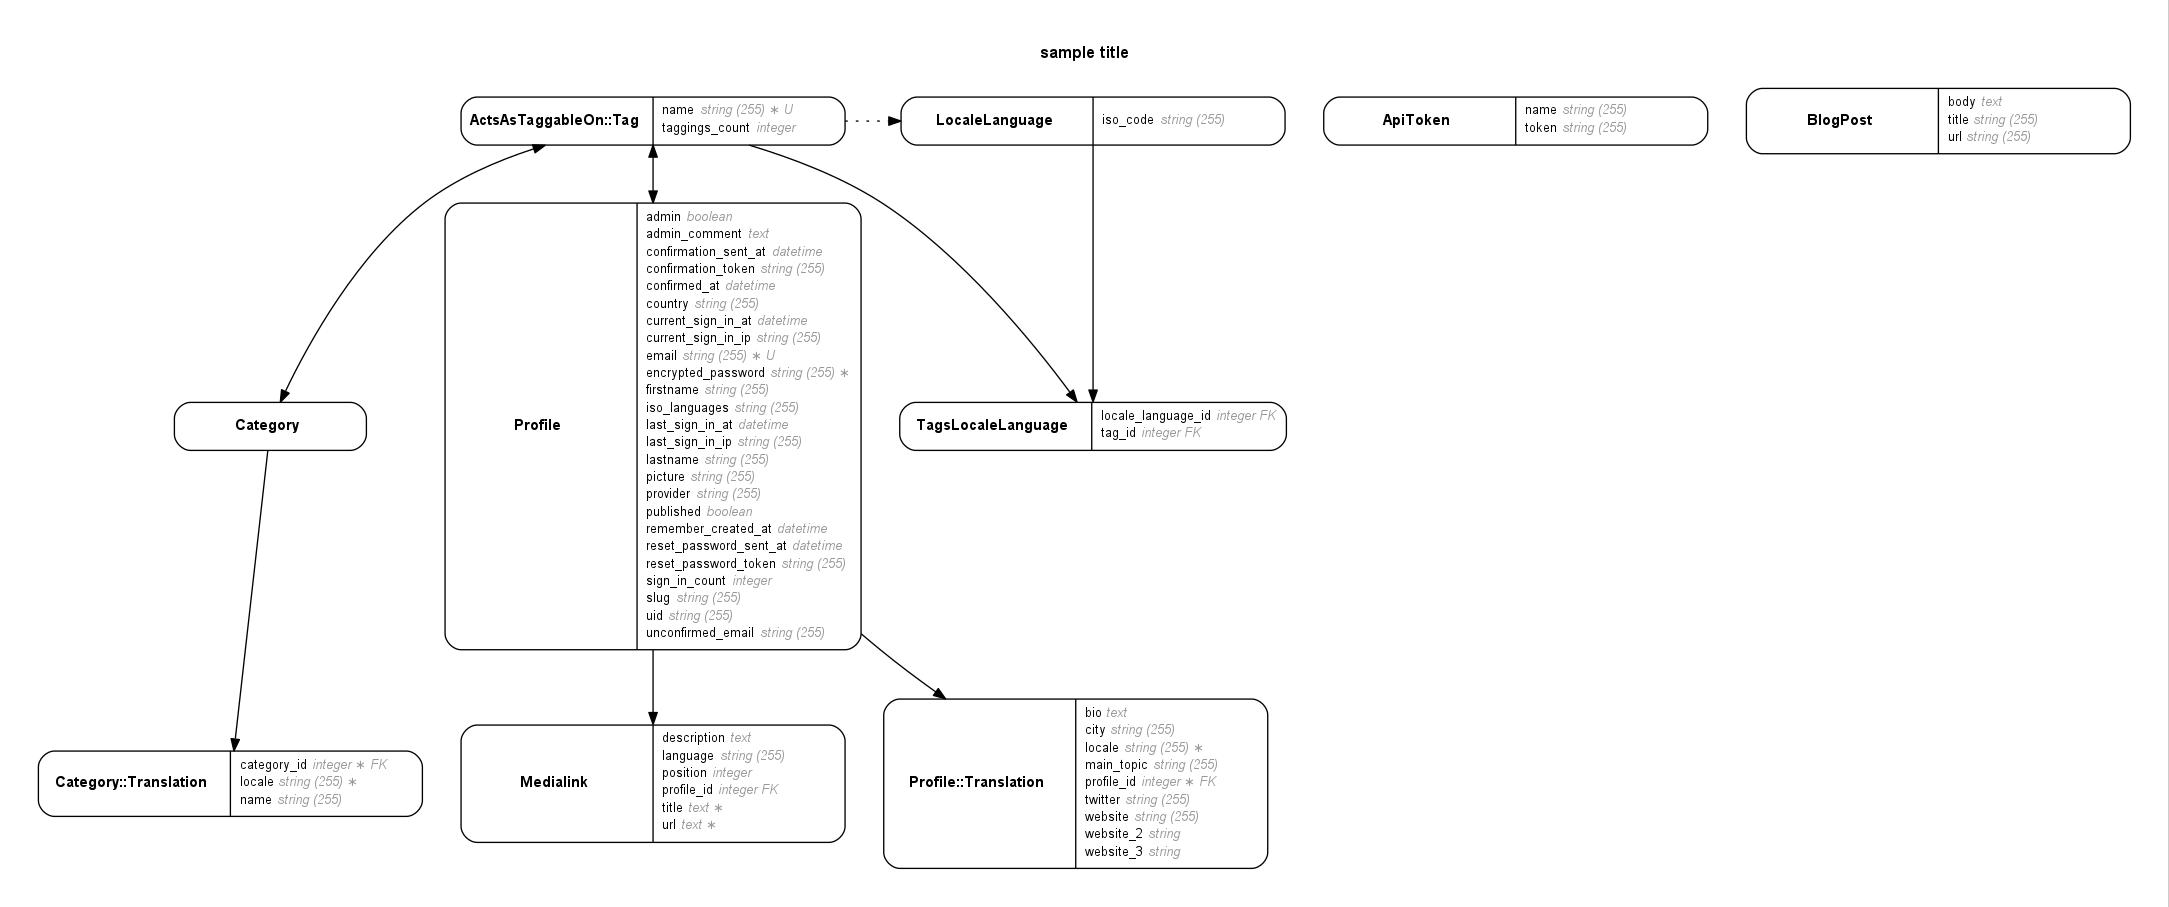 sample title
ActsAsTaggableOn::Tag
name string (255) ∗ U
taggings_count integer
LocaleLanguage
iso_code string (255)
ApiToken
name string (255)
token string (255)
BlogPost
body text
title string (255)
url string (255)
Category
Profile
admin boolean
admin_comment text
confirmation_sent_at datetime
confirmation_token string (255)
confirmed_at datetime
country string (255)
current_sign_in_at datetime
current_sign_in_ip string (255)
email string (255) ∗ U
encrypted_password string (255) ∗
firstname string (255)
iso_languages string (255)
last_sign_in_at datetime
last_sign_in_ip string (255)
lastname string (255)
picture string (255)
provider string (255)
published boolean
remember_created_at datetime
reset_password_sent_at datetime
reset_password_token string (255)
sign_in_count integer
slug string (255)
uid string (255)
unconfirmed_email string (255)
TagsLocaleLanguage
locale_language_id integer FK
tag_id integer FK
Category::Translation
category_id integer ∗ FK
locale string (255) ∗
name string (255)
Medialink
description text
language string (255)
position integer
profile_id integer FK
title text ∗
url text ∗
Profile::Translation
bio text
city string (255)
locale string (255) ∗
main_topic string (255)
profile_id integer ∗ FK
twitter string (255)
website string (255)
website_2 string
website_3 string